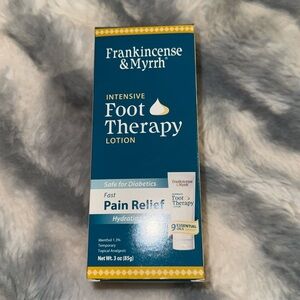 Frankincense
& Myrrh®
INTENSIVE
Foot
Therapy
LOTION
Safe for Diabetics
Fast
Pain Relief
Hydrating
Menthol 1.3%
Temporary
Topical Analgesic
Net Wt. 3 oz (85g)
Frankincense
& Myrrh
Foot
Therapy
9 ESSENTIAL